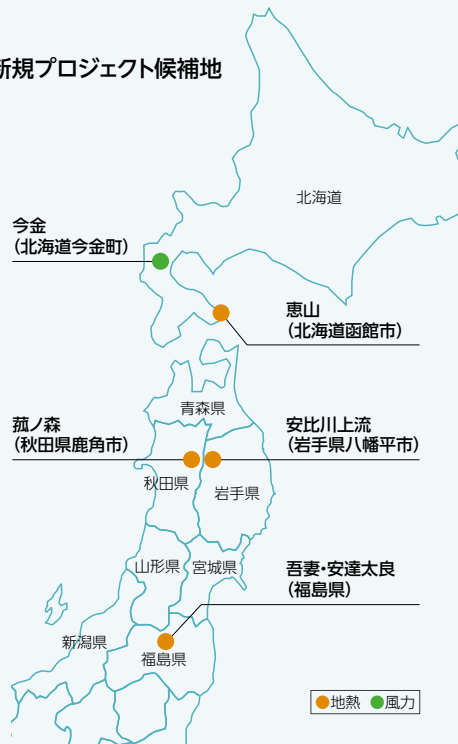 新規プロジェクト候補地
北海道
今金
（北海道今金町）
恵山
（北海道函館市）
青森県
菰ノ森
（秋田県鹿角市）
安比川上流
（岩手県八幡平市）
秋田県
岩手県
山形県
宮城県
吾妻・安達太良
（福島県）
新潟県
福島県
地熱 風力